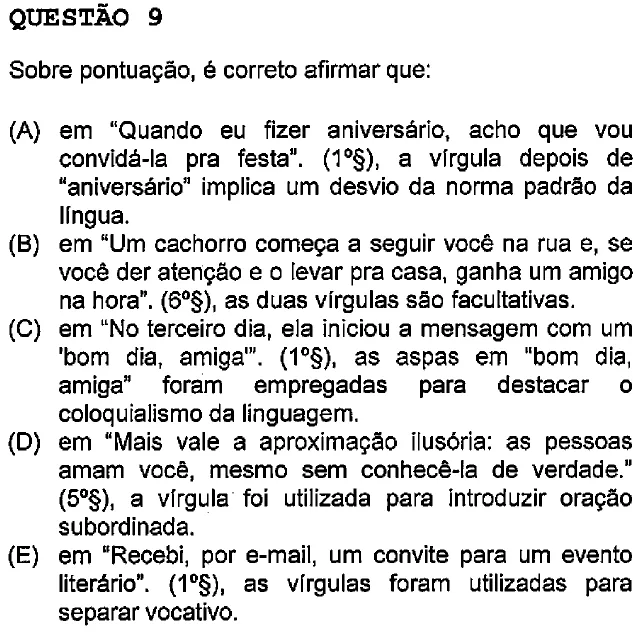 QUESTÃO 9
Sobre pontuação, é correto afirmar que:
(A) em "Quando eu fizer aniversário, acho que vou
convidá-la pra festa". (1º§), a vírgula depois de
"aniversário" implica um desvio da norma padrão da
língua.
(B) em "Um cachorro começa a seguir você na rua e, se
você der atenção e o levar pra casa, ganha um amigo
na hora". (6º§), as duas vírgulas são facultativas.
(C) em "No terceiro dia, ela iniciou a mensagem com um
'bom dia, amiga'". (1º§), as aspas em "bom dia,
amiga" foram empregadas para destacar o
coloquialismo da linguagem.
(D) em "Mais vale a aproximação ilusória: as pessoas
amam você, mesmo sem conhecê-la de verdade."
(5º§), a vírgula foi utilizada para introduzir oração
subordinada.
(E) em "Recebi, por e-mail, um convite para um evento
literário". (1º§), as vírgulas foram utilizadas para
separar vocativo.